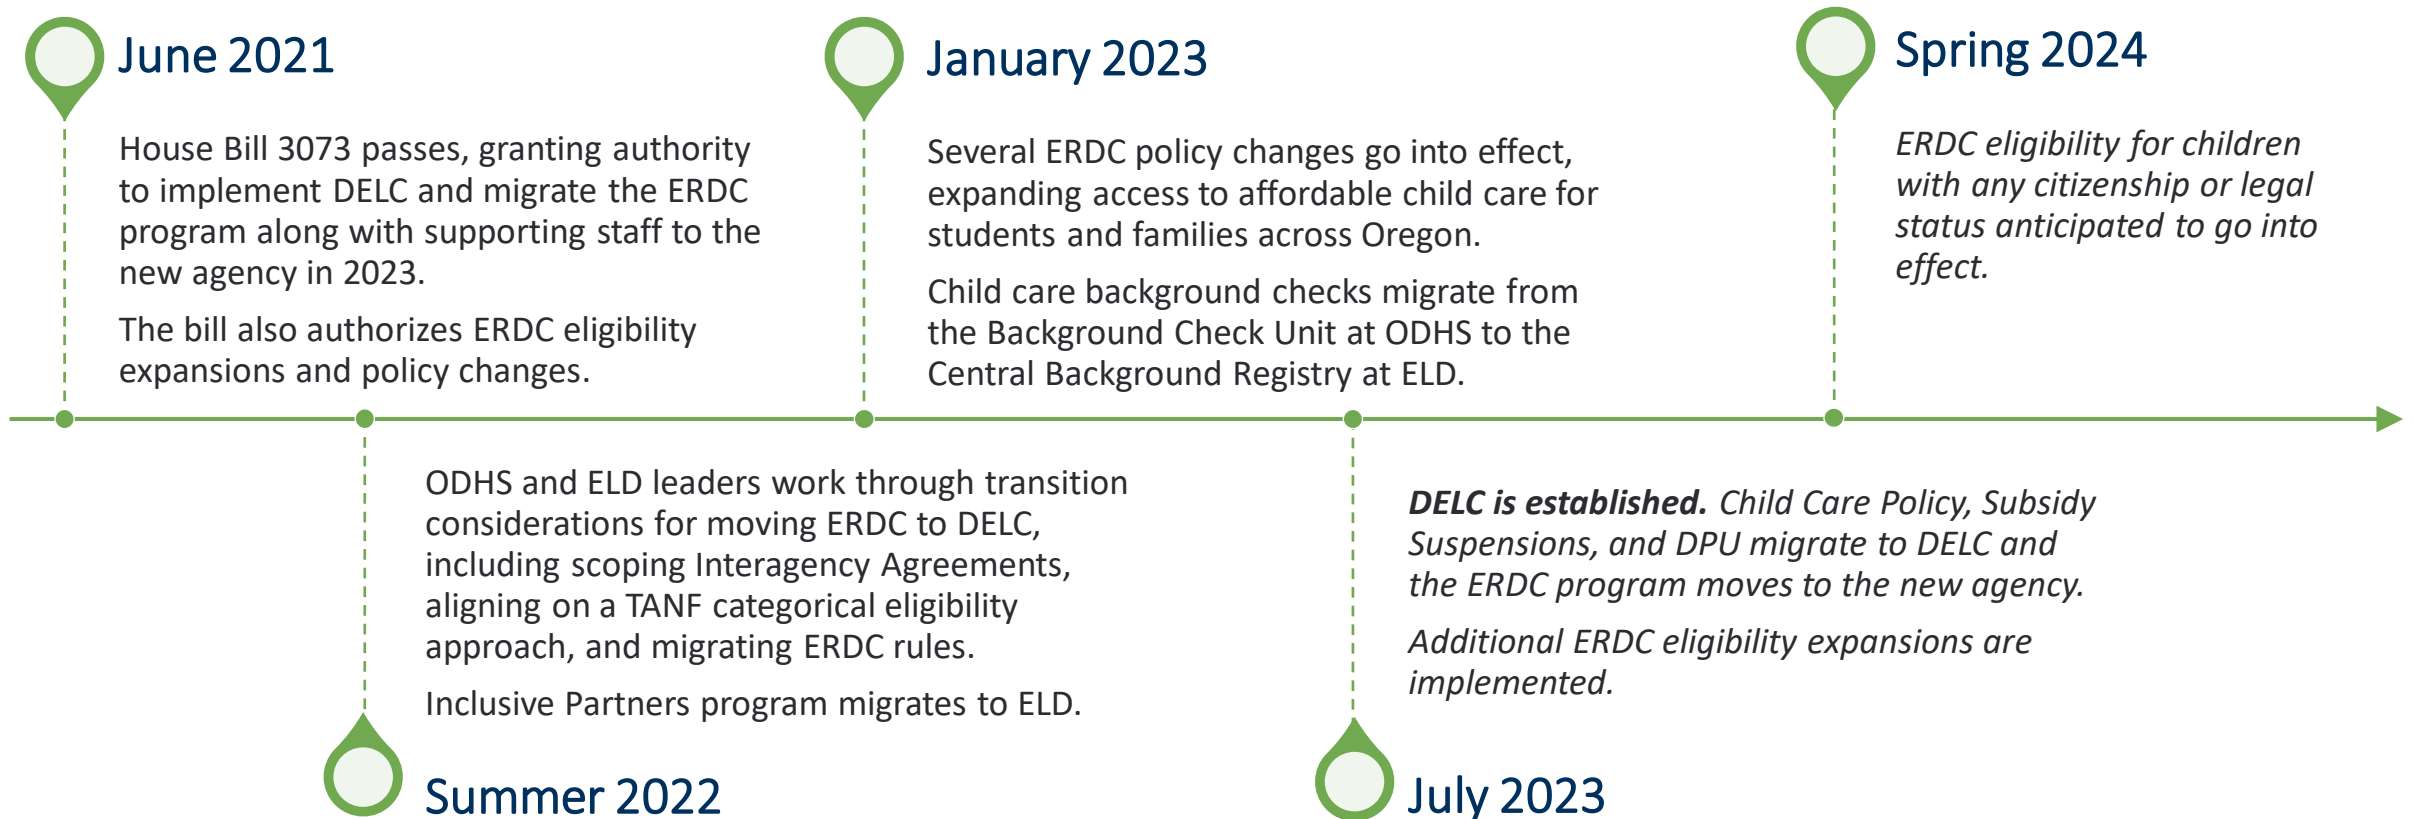 June 2021
House Bill 3073 passes, granting authority
to implement DELC and migrate the ERDC
program along with supporting staff to the
new agency in 2023.
The bill also authorizes ERDC eligibility
expansions and policy changes.
ODHS and ELD leaders work through transition
considerations for moving ERDC to DELC,
including scoping Interagency Agreements,
aligning on a TANF categorical eligibility
approach, and migrating ERDC rules.
Inclusive Partners program migrates to ELD.
Summer 2022
January 2023
Several ERDC policy changes go into effect,
expanding access to affordable child care for
students and families across Oregon.
Child care background checks migrate from
the Background Check Unit at ODHS to the
Central Background Registry at ELD.
DELC is established. Child Care Policy, Subsidy
Suspensions, and DPU migrate to DELC and
the ERDC program moves to the new agency.
Additional ERDC eligibility expansions are
implemented.
July 2023
Spring 2024
ERDC eligibility for children
with any citizenship or legal
status anticipated to go into
effect.